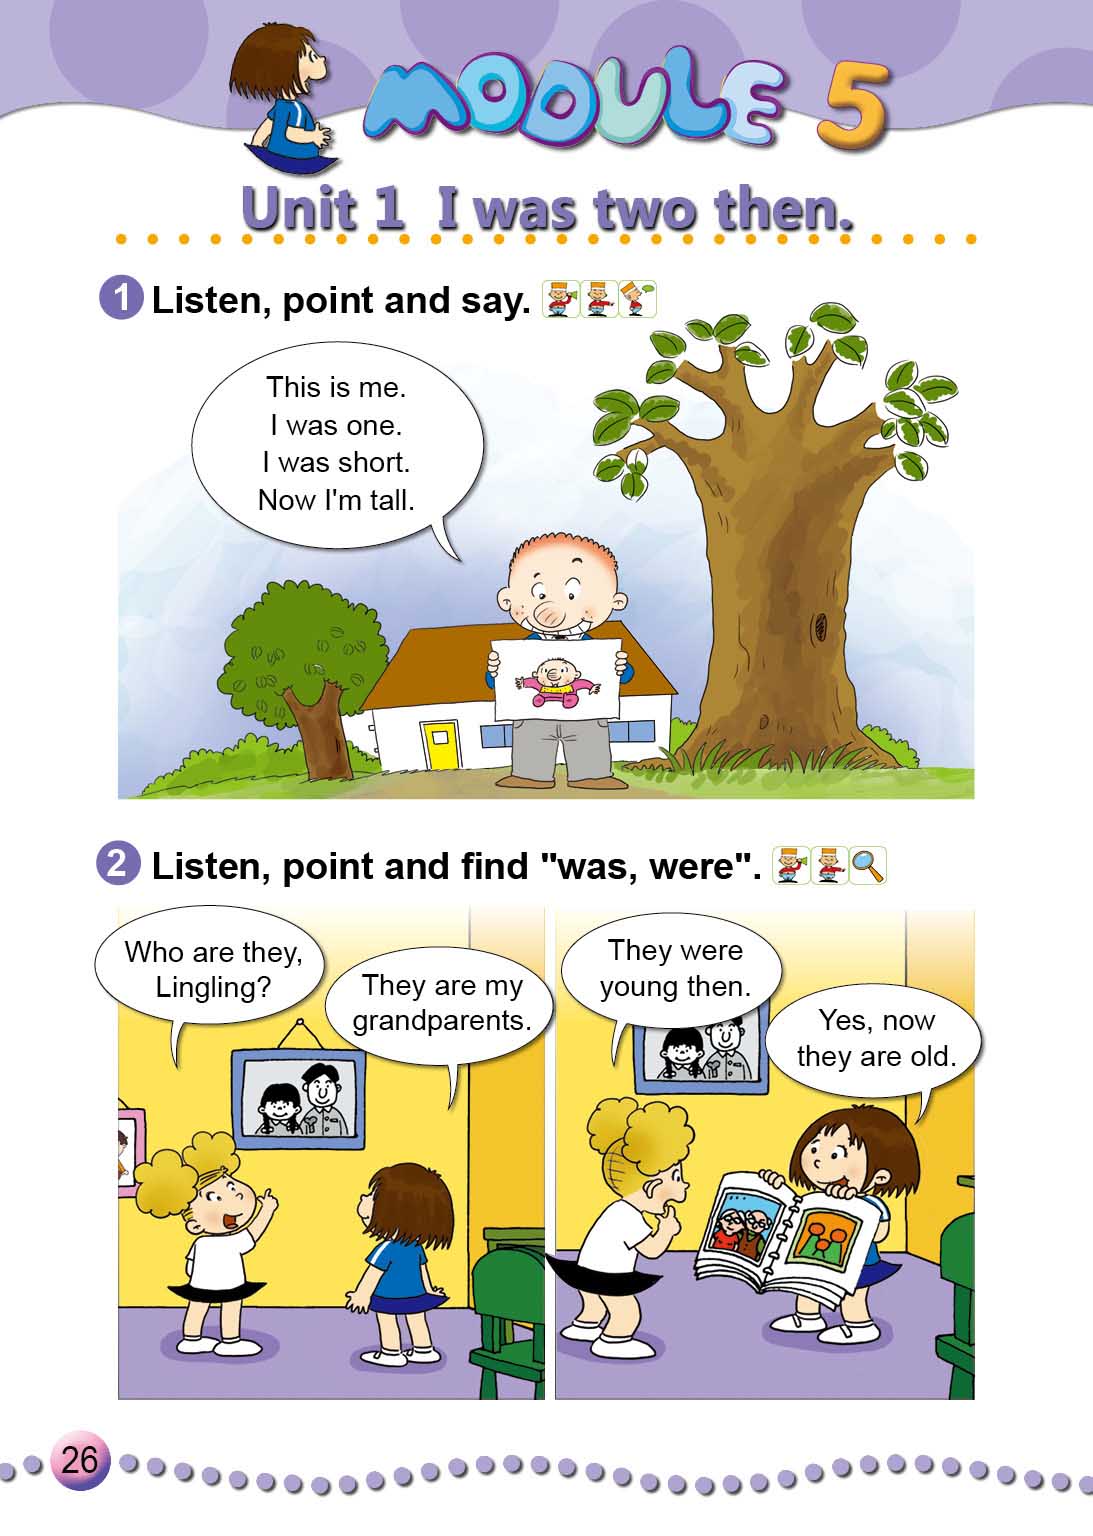 MODULE 5
Unit 1 I was two then.
1 Listen, point and say.
This is me.
I was one.
I was short.
Now I'm tall.
2 Listen, point and find "was, were".
Who are they,
Lingling?
They are my
grandparents.
They were
young then.
Yes, now
they are old.
26